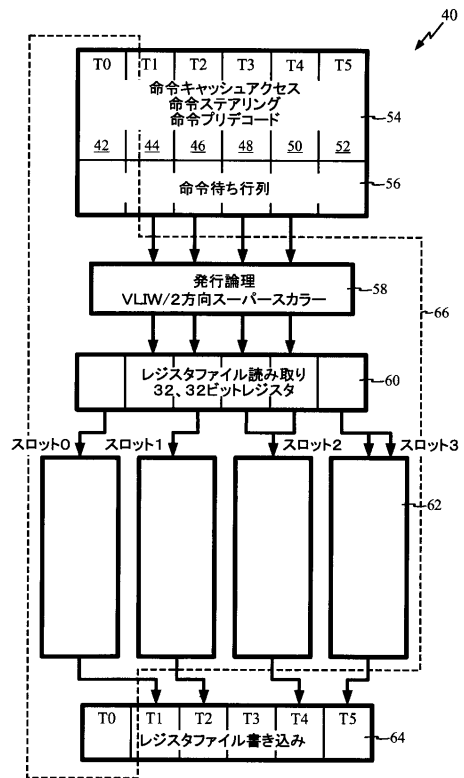 40
T0 T1 T2 T3 T4 T5
命令キャッシュアクセス
命令ステアリング
命令プリデコード
54
42 44 46 48 50 52
命令待ち行列
56
発行論理
VLIW/2方向スーパースカラー
58
66
レジスタファイル読み取り
32、32ビットレジスタ
60
スロット0 スロット1 スロット2 スロット3
62
T0 T1 T2 T3 T4 T5
レジスタファイル書き込み
64